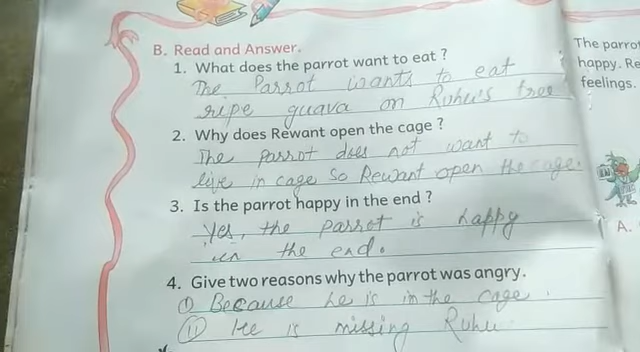 B. Read and Answer.
1. What does the parrot want to eat ?
The Parrot wants to eat
ripe guava on Ruhu's tree
2. Why does Rewant open the cage ?
The parrot does not want to
live in cage so Rewant open the cage.
3. Is the parrot happy in the end ?
Yes, the parrot is happy
in the end.
4. Give two reasons why the parrot was angry.
① Because he is in the cage.
② He is missing Ruhu
The parrot
happy. Re
feelings.
A.